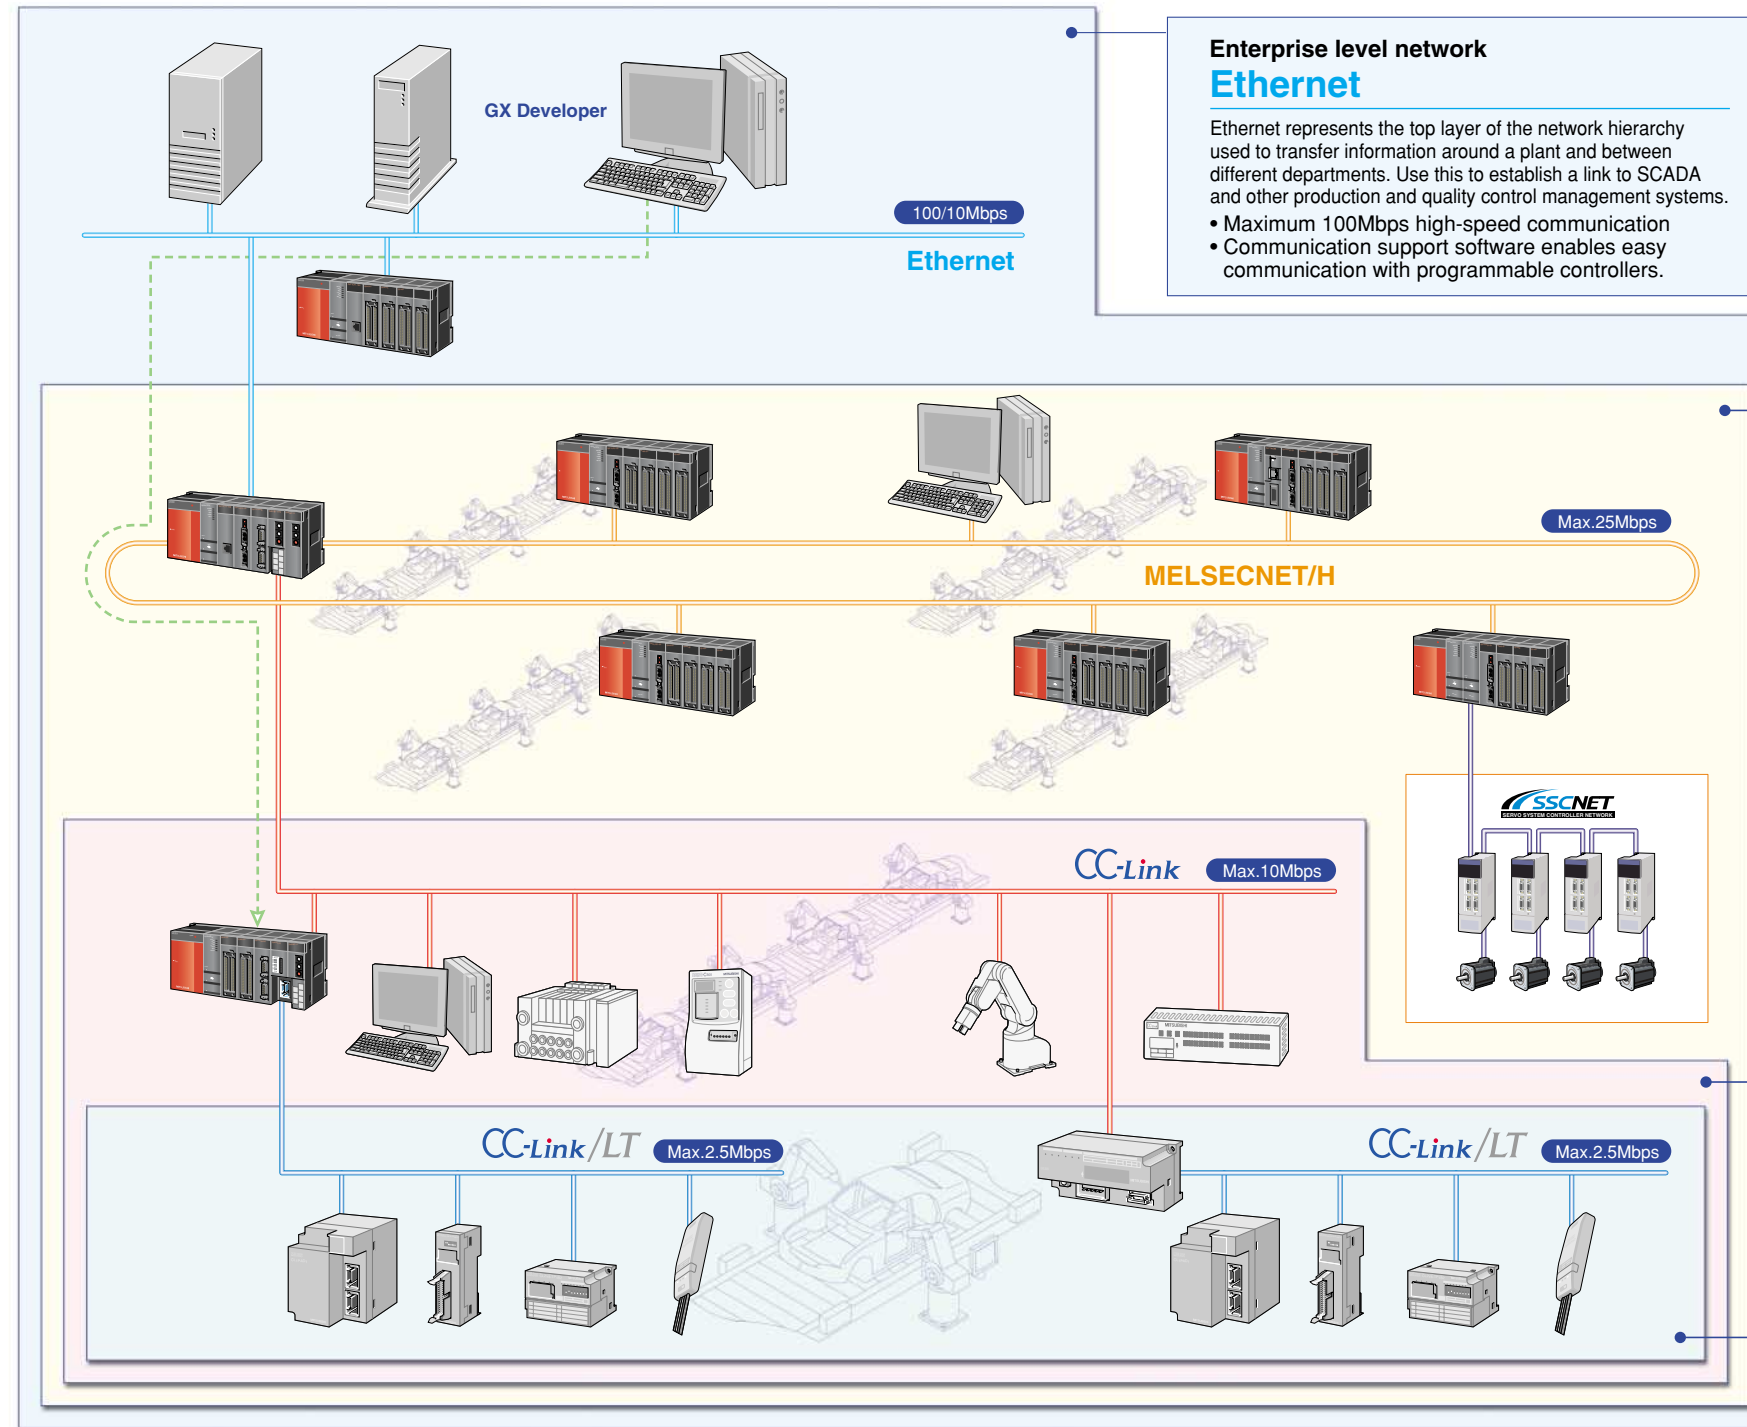 Enterprise level network
Ethernet
Ethernet represents the top layer of the network hierarchy
used to transfer information around a plant and between
different departments. Use this to establish a link to SCADA
and other production and quality control management systems.
• Maximum 100Mbps high-speed communication
• Communication support software enables easy
communication with programmable controllers.
GX Developer
100/10Mbps
Ethernet
Max.25Mbps
MELSECNET/H
SSCNET
SERVO SYSTEM CONTROLLER NETWORK
CC-Link
Max.10Mbps
MITSUBISHI
CC-Link/LT
Max.2.5Mbps
CC-Link/LT
Max.2.5Mbps